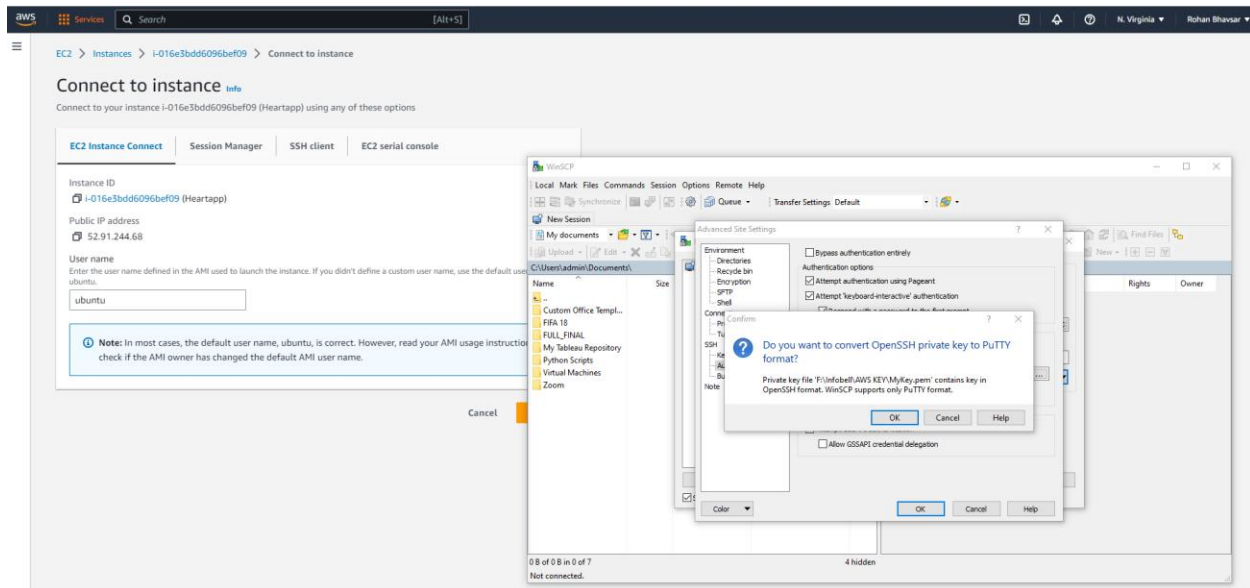 aws
Services
Search
[Alt+S]
N. Virginia
Rohan Bhavsar
EC2 > Instances > i-016e3bdd6096bef09 > Connect to instance
Connect to instance Info
Connect to your instance i-016e3bdd6096bef09 (Heartapp) using any of these options
EC2 Instance Connect
Session Manager
SSH client
EC2 serial console
Instance ID
i-016e3bdd6096bef09 (Heartapp)
Public IP address
52.91.244.68
User name
Enter the user name defined in the AMI used to launch the instance. If you didn't define a custom user name, use the default
ubuntu.
ubuntu
Note: In most cases, the default user name, ubuntu, is correct. However, read your AMI usage
check if the AMI owner has changed the default AMI user name.
Cancel
WinSCP
Local Mark Files Commands Session Options Remote Help
Synchronize
Queue
Transfer Settings Default
New Session
My documents
Find Files
Upload
Edit
New
C:\Users\admin\Documents\
Name
Size
Rights
Owner
..
Custom Office Templ...
FIFA 18
FULL_FINAL
My Tableau Repository
Python Scripts
Virtual Machines
Zoom
Advanced Site Settings
Environment
Directories
Recycle bin
Encryption
SFTP
Shell
SSH
Note
Bypass authentication entirely
Authentication options
Attempt authentication using Pageant
Attempt 'keyboard-interactive' authentication
Confirm
Do you want to convert OpenSSH private key to PuTTY
format?
Private key file 'F:\Infobell\AWS KEY\MyKey.pem' contains key in
OpenSSH format. WinSCP supports only PuTTY format.
OK
Cancel
Help
Allow GSSAPI credential delegation
Color
OK
Cancel
Help
0 B of 0 B in 0 of 7
4 hidden
Not connected.